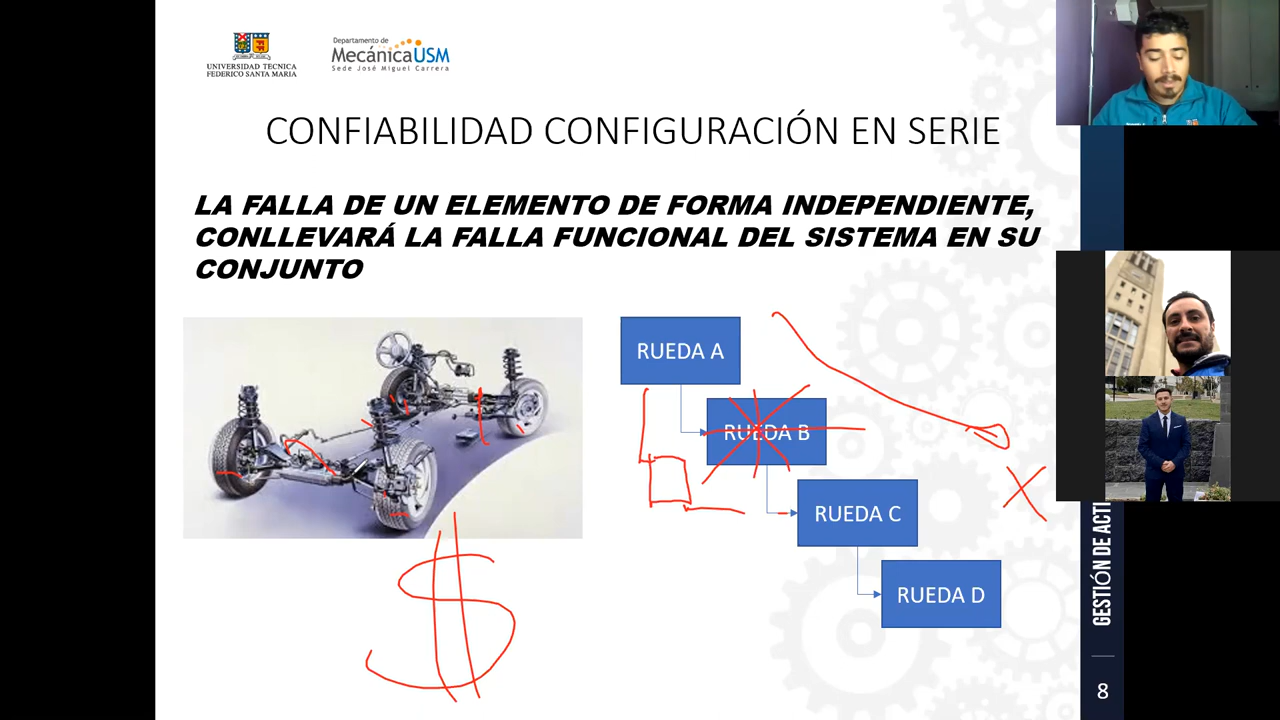 UNIVERSIDAD TECNICA
FEDERICO SANTA MARIA
Departamento de
MecánicaUSM
Sede José Miguel Carrera
CONFIABILIDAD CONFIGURACIÓN EN SERIE
LA FALLA DE UN ELEMENTO DE FORMA INDEPENDIENTE,
CONLLEVARÁ LA FALLA FUNCIONAL DEL SISTEMA EN SU
CONJUNTO
RUEDA A
RUEDA B
RUEDA C
RUEDA D
$
X
GESTIÓN DE ACTI
8